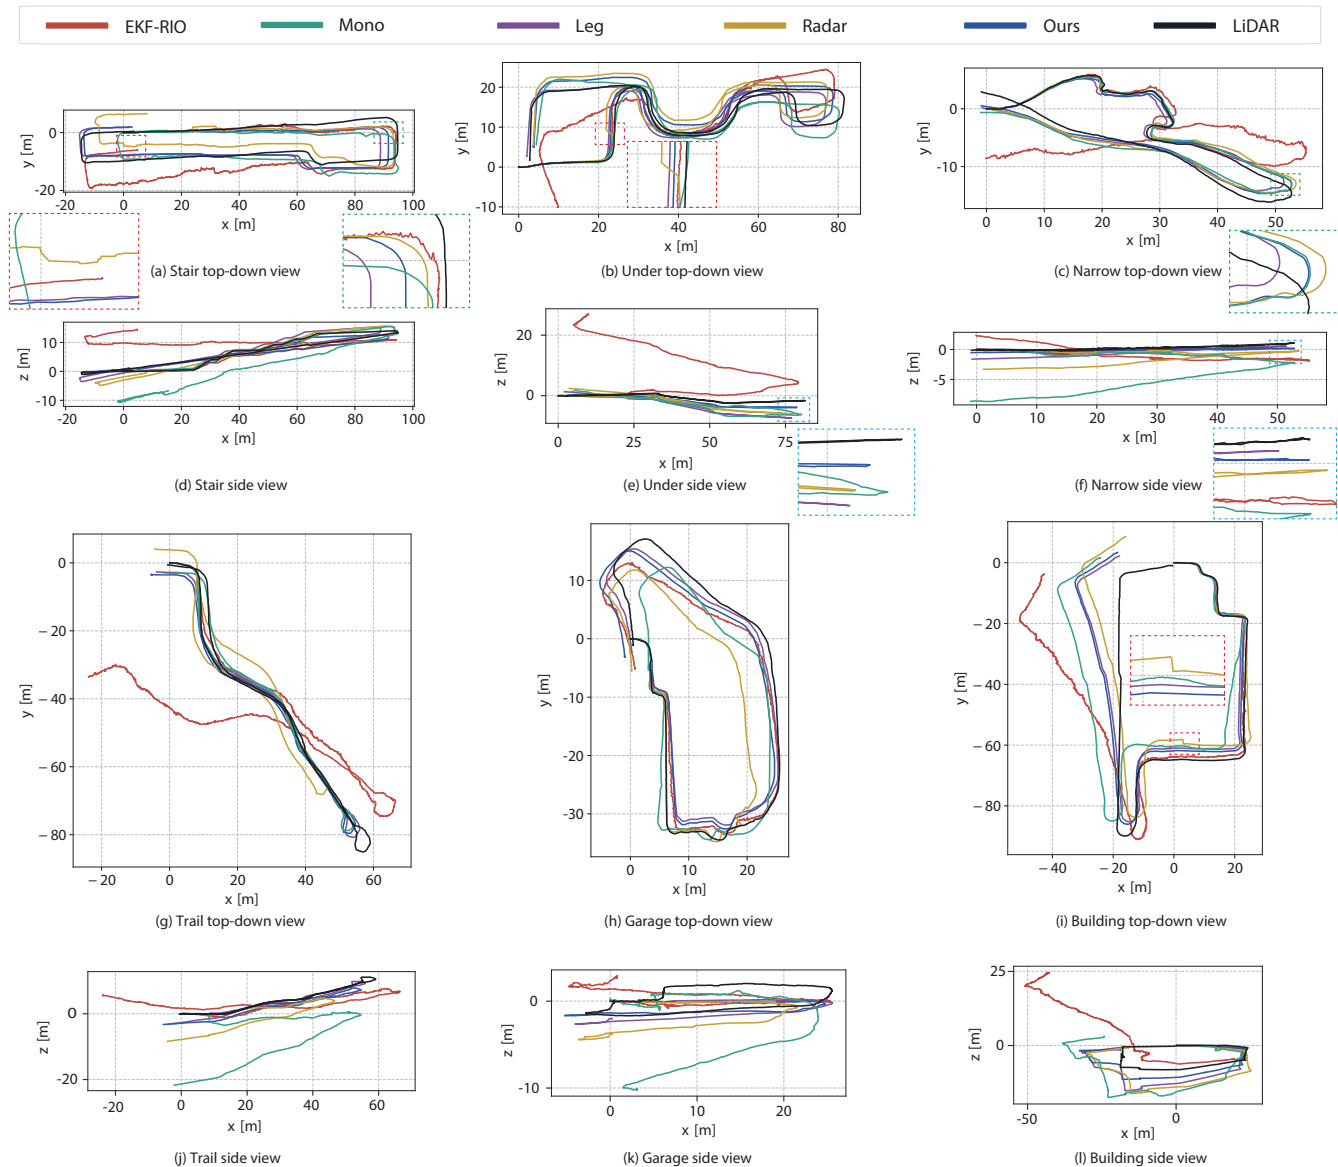 EKF-RIO Mono Leg Radar Ours LiDAR
y [m]
0
-20
-20 0 20 40 60 80 100
x [m]
(a) Stair top-down view
y [m]
20
10
0
-10
0 20 40 60 80
x [m]
(b) Under top-down view
y [m]
0
-10
0 10 20 30 40 50
x [m]
(c) Narrow top-down view
z [m]
10
0
-10
-20 0 20 40 60 80 100
x [m]
(d) Stair side view
z [m]
20
0
0 25 50 75
x [m]
(e) Under side view
z [m]
0
-5
0 10 20 30 40 50
x [m]
(f) Narrow side view
y [m]
0
−20
−40
−60
−80
−20 0 20 40 60
x [m]
(g) Trail top-down view
y [m]
10
0
-10
-20
-30
0 10 20
x [m]
(h) Garage top-down view
y [m]
0
−20
−40
−60
−80
−40 −20 0 20
x [m]
(i) Building top-down view
z [m]
0
-20
-20 0 20 40 60
x [m]
(j) Trail side view
z [m]
0
-10
0 10 20
x [m]
(k) Garage side view
z [m]
25
0
-50 0
x [m]
(l) Building side view